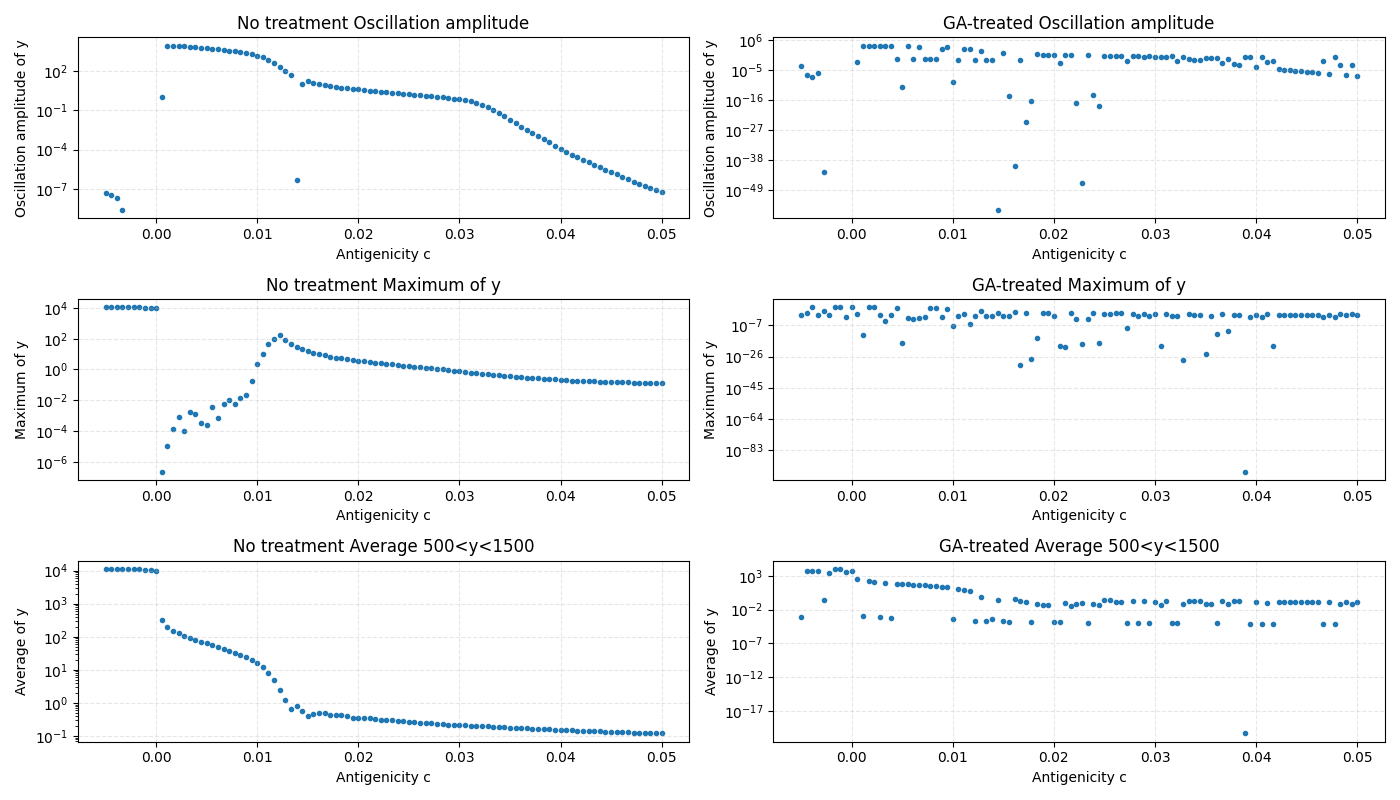 No treatment Oscillation amplitude
Oscillation amplitude of y
10^2
10^-1
10^-4
10^-7
0.00 0.01 0.02 0.03 0.04 0.05
Antigenicity c
GA-treated Oscillation amplitude
Oscillation amplitude of y
10^6
10^-5
10^-16
10^-27
10^-38
10^-49
0.00 0.01 0.02 0.03 0.04 0.05
Antigenicity c
No treatment Maximum of y
Maximum of y
10^4
10^2
10^0
10^-2
10^-4
10^-6
0.00 0.01 0.02 0.03 0.04 0.05
Antigenicity c
GA-treated Maximum of y
Maximum of y
10^-7
10^-26
10^-45
10^-64
10^-83
0.00 0.01 0.02 0.03 0.04 0.05
Antigenicity c
No treatment Average 500<y<1500
Average of y
10^4
10^3
10^2
10^1
10^0
10^-1
0.00 0.01 0.02 0.03 0.04 0.05
Antigenicity c
GA-treated Average 500<y<1500
Average of y
10^3
10^-2
10^-7
10^-12
10^-17
0.00 0.01 0.02 0.03 0.04 0.05
Antigenicity c